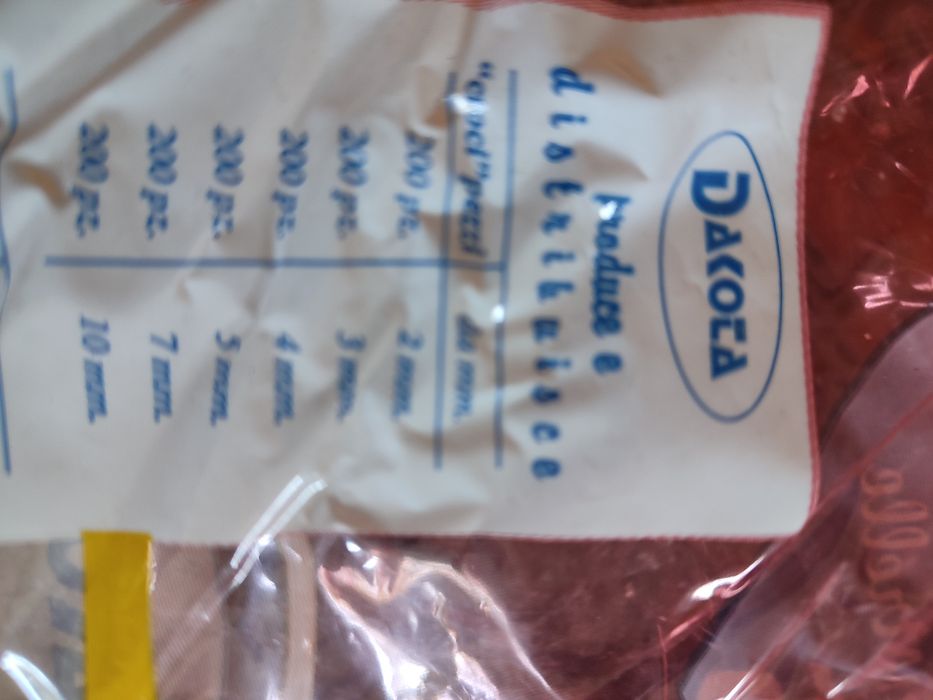 DAKOTA
Produce e
distribuisce
pezzi da mm.
200 pz. 2 mm.
200 pz. 3 mm.
200 pz. 4 mm.
200 pz. 5 mm.
200 pz. 7 mm.
200 pz. 10 mm.